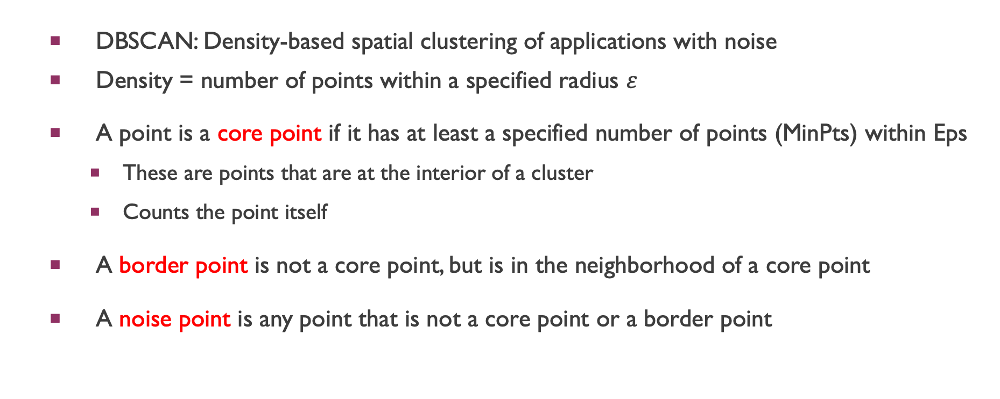 DBSCAN: Density-based spatial clustering of applications with noise
Density = number of points within a specified radius ε
A point is a core point if it has at least a specified number of points (MinPts) within Eps
These are points that are at the interior of a cluster
Counts the point itself
A border point is not a core point, but is in the neighborhood of a core point
A noise point is any point that is not a core point or a border point